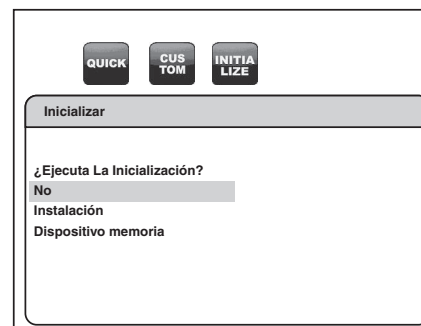 QUICK
CUS
TOM
INITIA
LIZE
Inicializar
¿Ejecuta La Inicialización?
No
Instalación
Dispositivo memoria